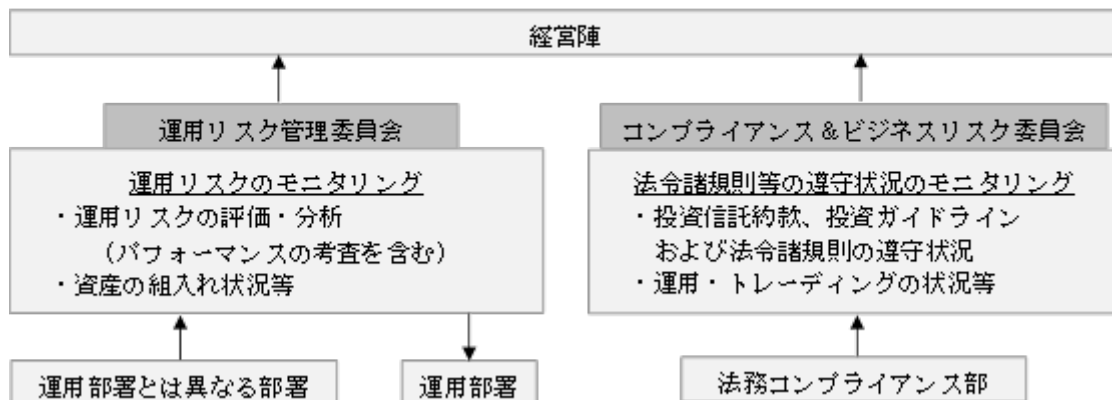 経営陣
運用リスク管理委員会
運用リスクのモニタリング
・運用リスクの評価・分析
（パフォーマンスの考査を含む）
・資産の組入れ状況等
運用部署とは異なる部署
運用部署
コンプライアンス＆ビジネスリスク委員会
法令諸規則等の遵守状況のモニタリング
・投資信託約款、投資ガイドライン
および法令諸規則の遵守状況
・運用・トレーディングの状況等
法務コンプライアンス部